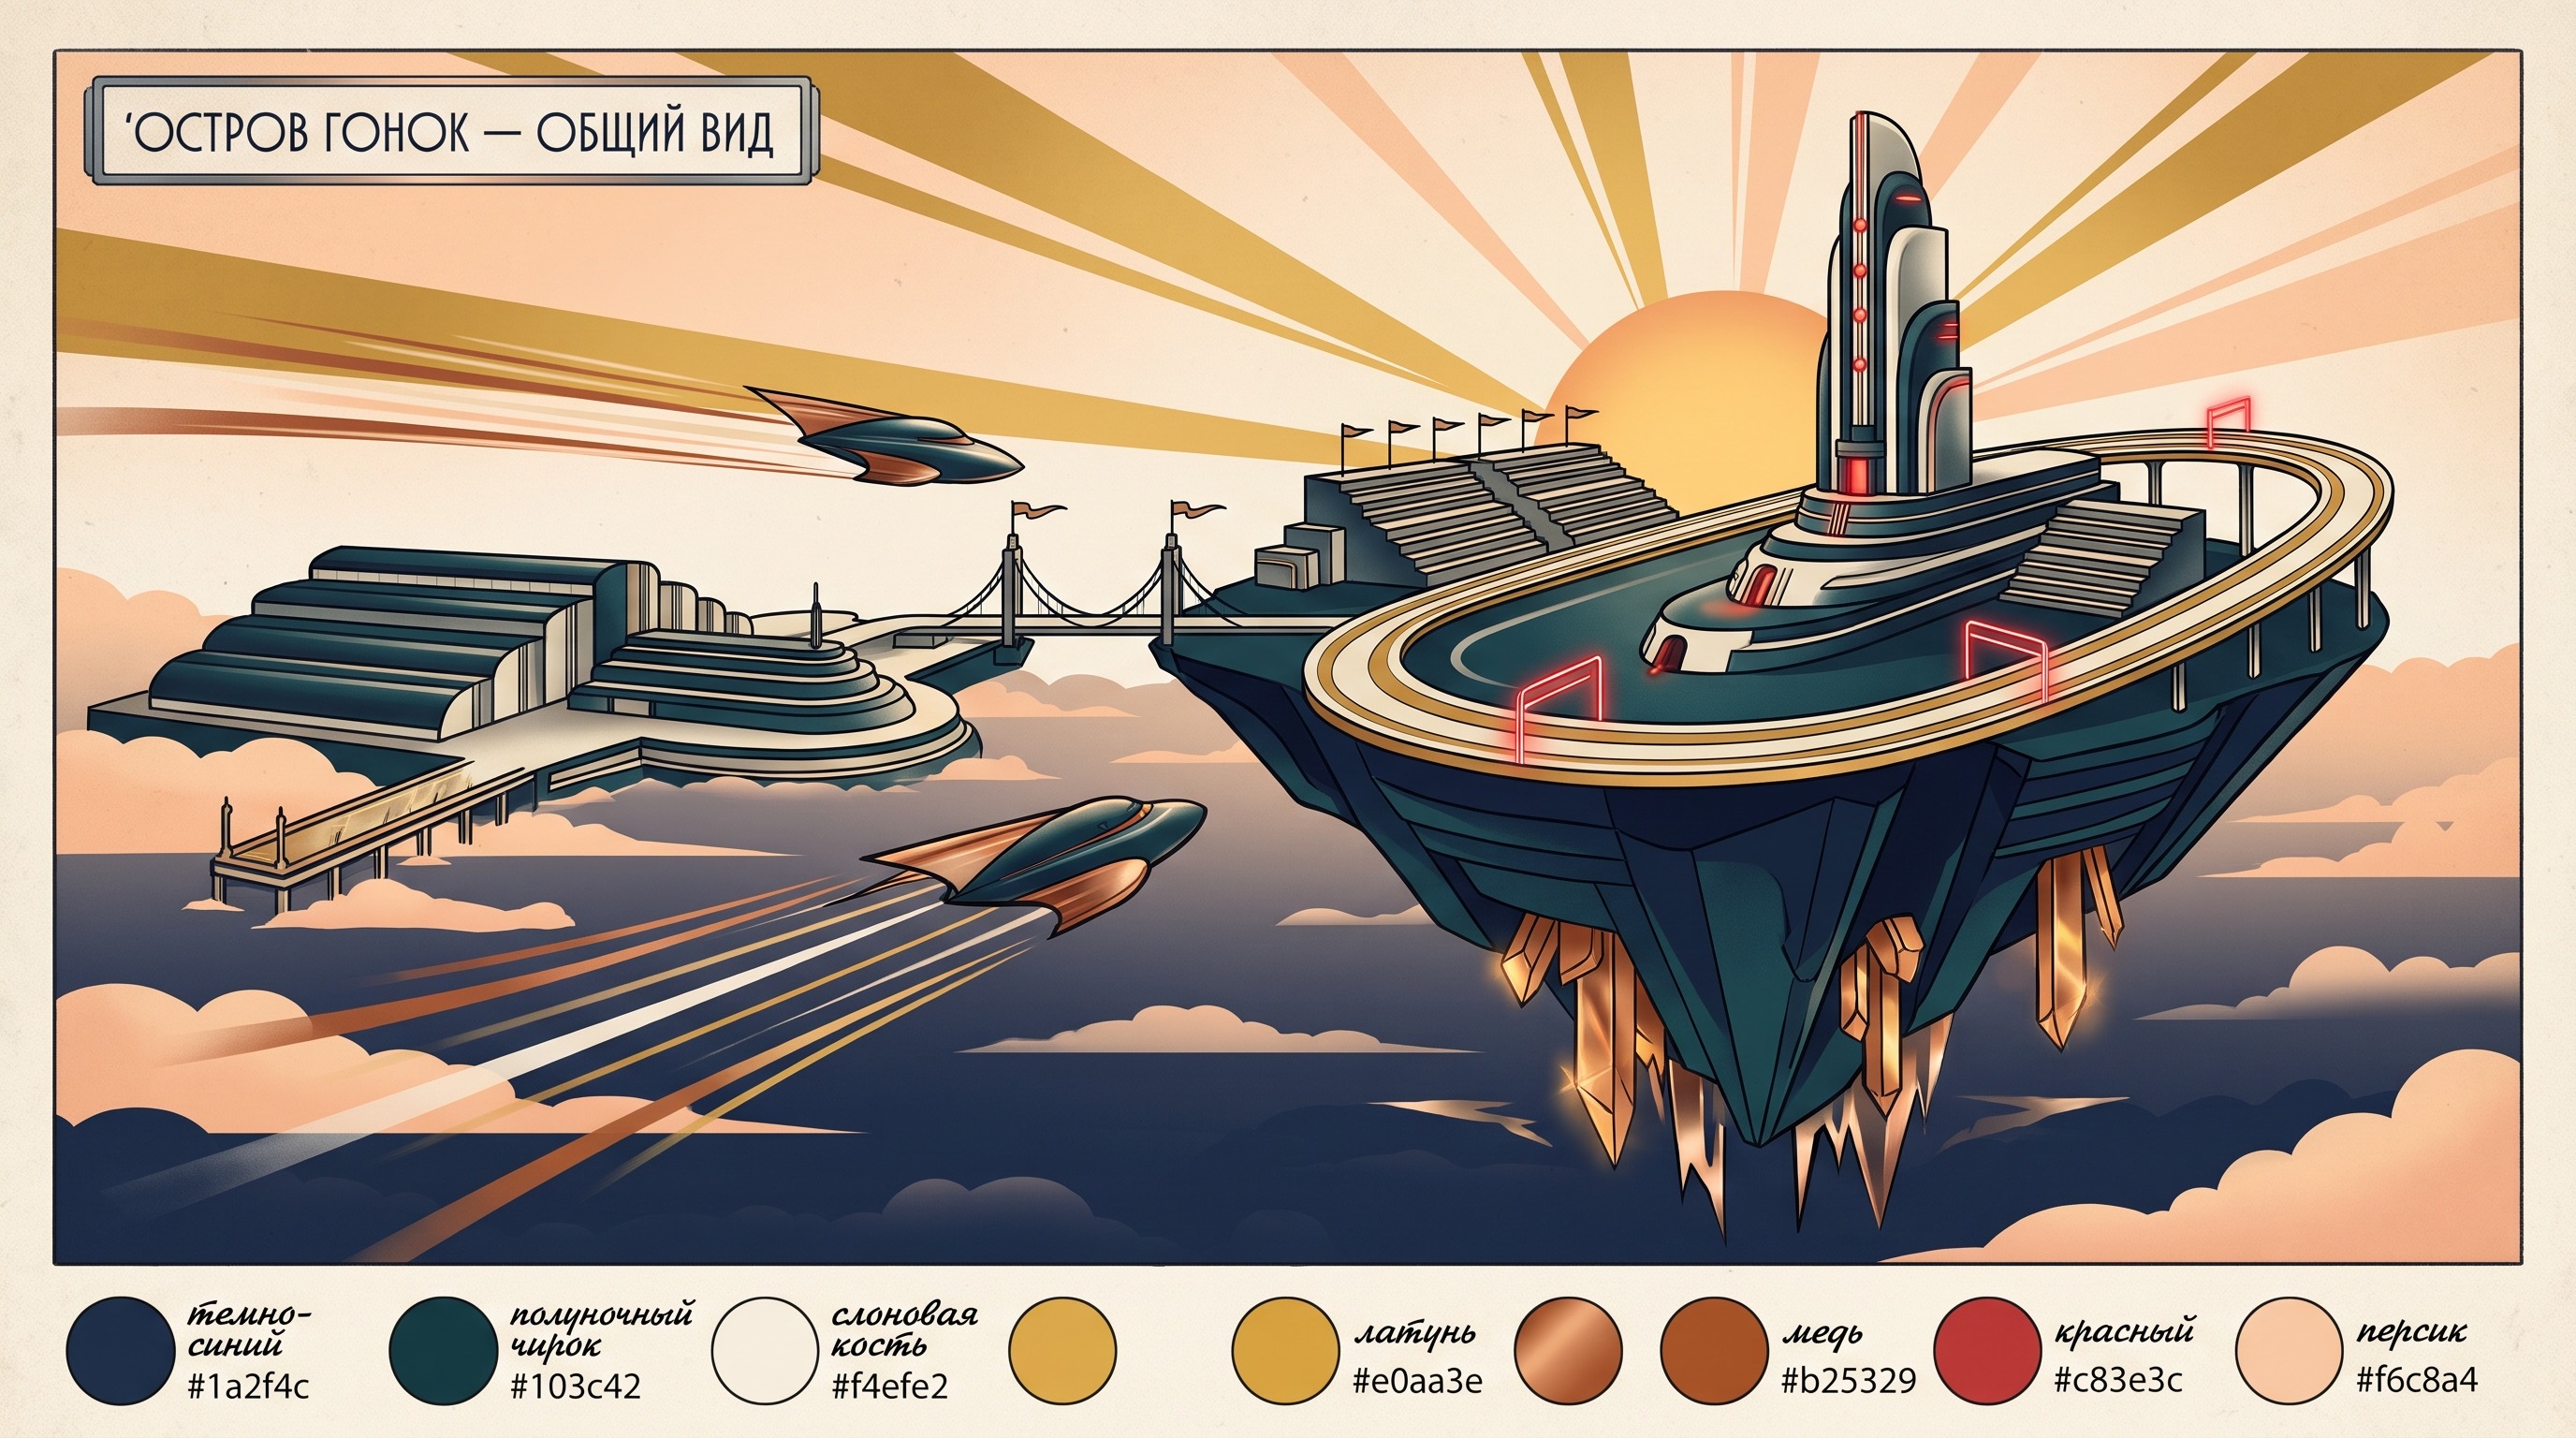 ‘ОСТРОВ ГОНОК — ОБЩИЙ ВИД
темно-
синий
#1a2f4c
полуночный
чирок
#103c42
слоновая
кость
#f4efe2
латунь
#e0aa3e
медь
#b25329
красный
#c83e3c
персик
#f6c8a4